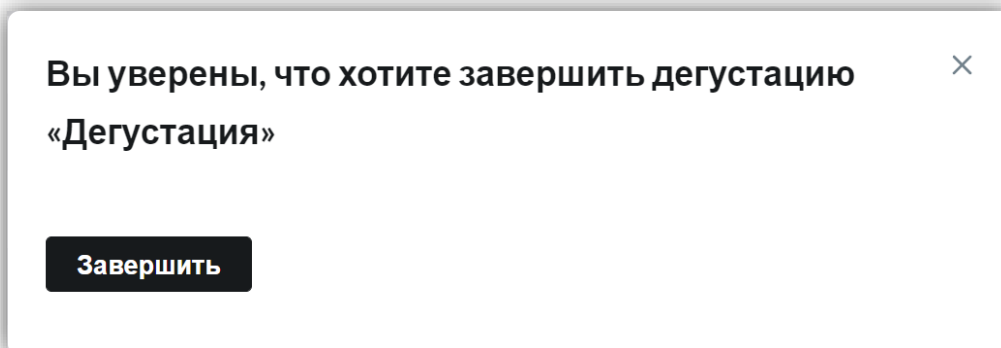 Вы уверены, что хотите завершить дегустацию
«Дегустация»
Завершить